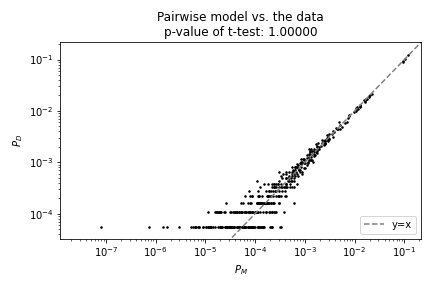 Pairwise model vs. the data
p-value of t-test: 1.00000
10⁻¹
10⁻²
10⁻³
10⁻⁴
P_D
10⁻⁷ 10⁻⁶ 10⁻⁵ 10⁻⁴ 10⁻³ 10⁻² 10⁻¹
P_M
y=x